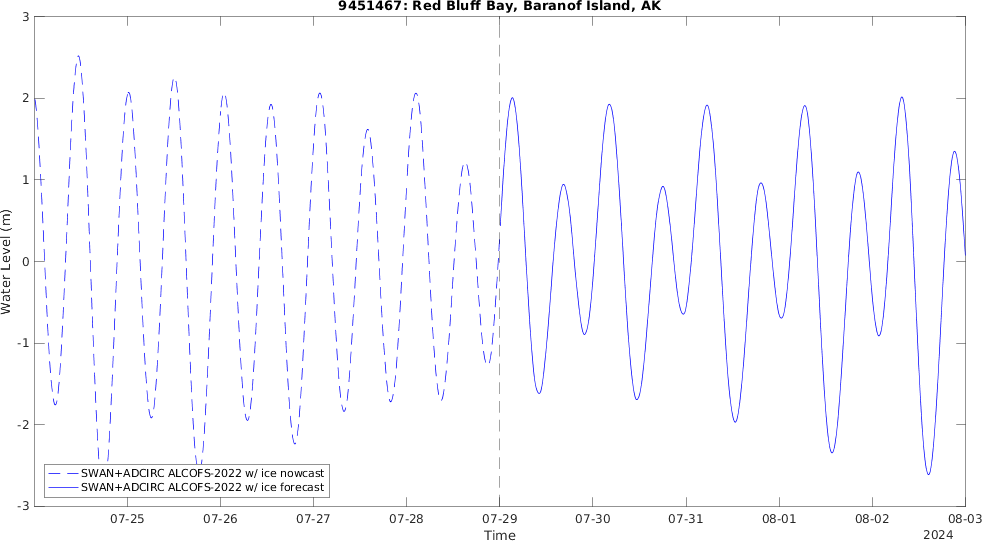 9451467: Red Bluff Bay, Baranof Island, AK
3
2
1
0
-1
-2
-3
Water Level (m)
SWAN+ADCIRC ALCOFS-2022 w/ ice nowcast
SWAN+ADCIRC ALCOFS-2022 w/ ice forecast
07-25 07-26 07-27 07-28 07-29 07-30 07-31 08-01 08-02 08-03
Time
2024